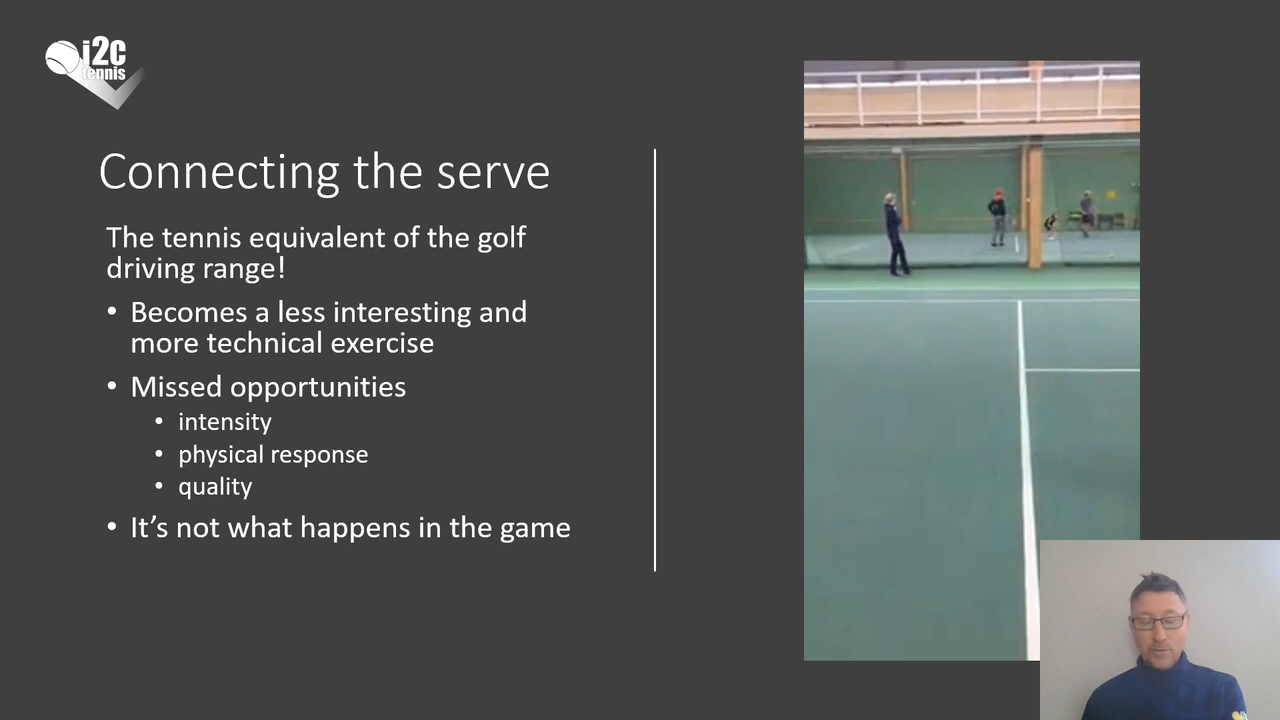 i2c
tennis
Connecting the serve
The tennis equivalent of the golf
driving range!
• Becomes a less interesting and
more technical exercise
• Missed opportunities
• intensity
• physical response
• quality
• It’s not what happens in the game